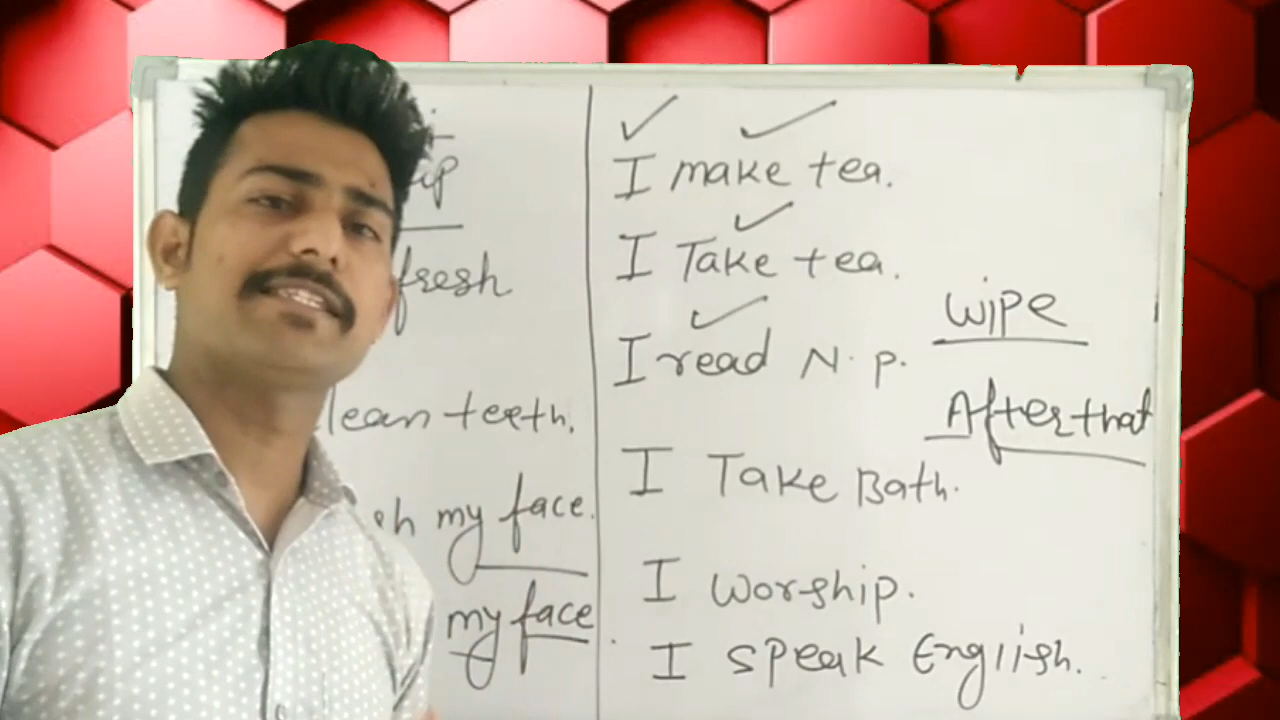 fresh
teeth.
my face.
my face.
I make tea.
I Take tea.
I read N. p.
I Take Bath.
I worship.
I speak English.
wipe
After that